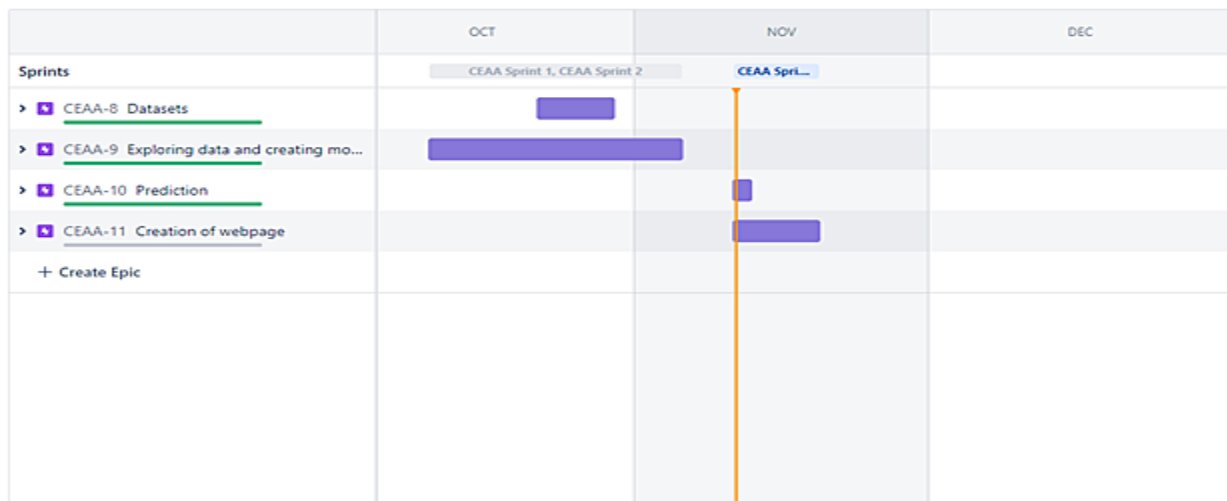 OCT NOV DEC
Sprints CEAA Sprint 1, CEAA Sprint 2 CEAA Spri...
CEAA-8 Datasets
CEAA-9 Exploring data and creating mo...
CEAA-10 Prediction
CEAA-11 Creation of webpage
+ Create Epic